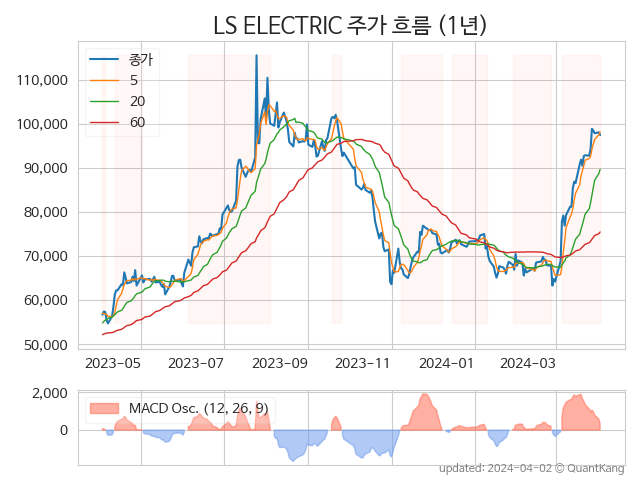 LS ELECTRIC 주가 흐름 (1년)
종가
5
20
60
110,000
100,000
90,000
80,000
70,000
60,000
50,000
2023-05 2023-07 2023-09 2023-11 2024-01 2024-03
2,000
0
MACD Osc. (12, 26, 9)
updated: 2024-04-02 © QuantKang